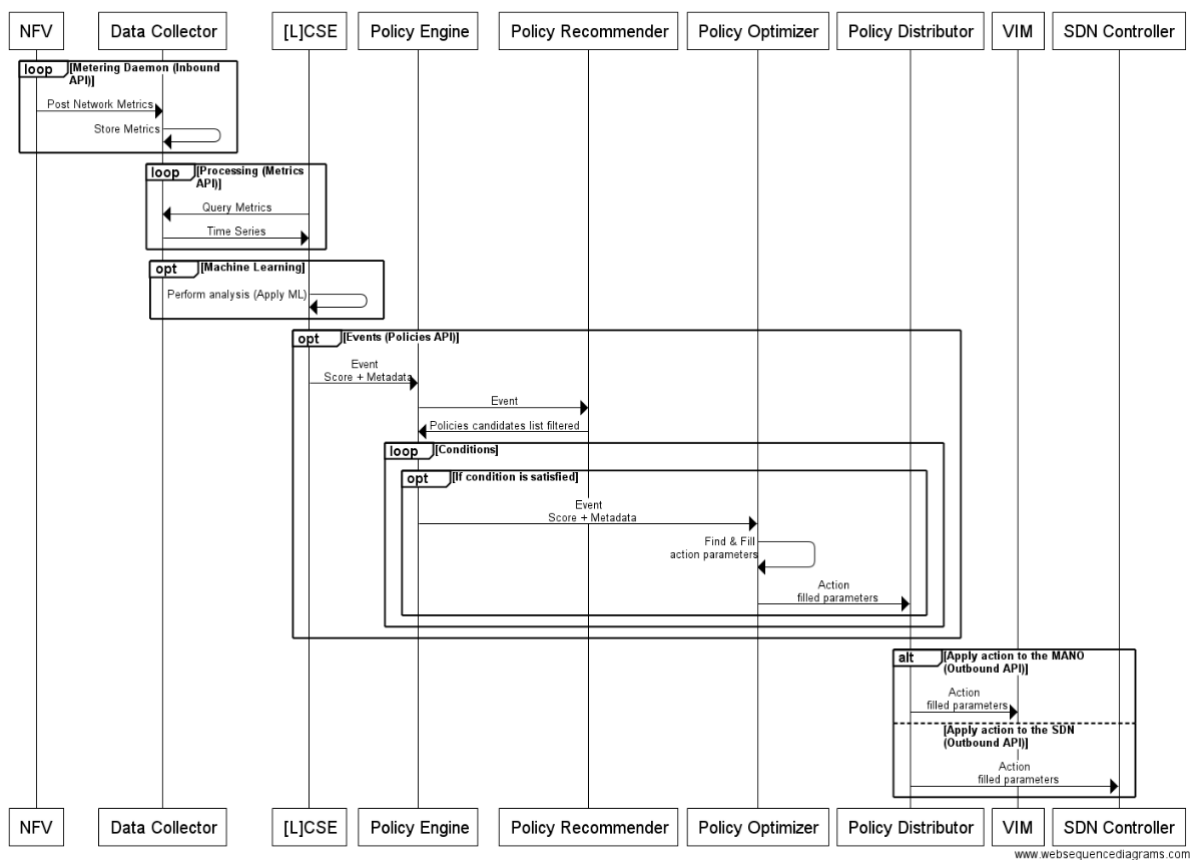 NFV
Data Collector
[L]CSE
Policy Engine
Policy Recommender
Policy Optimizer
Policy Distributor
VIM
SDN Controller
loop
[Metering Daemon (Inbound
API)]
Post Network Metrics
Store Metrics
loop
[Processing (Metrics
API)]
Query Metrics
Time Series
opt
[Machine Learning]
Perform analysis (Apply ML)
opt
[Events (Policies API)]
Event
Score + Metadata
Event
Policies candidates list filtered
loop
[Conditions]
opt
[If condition is satisfied]
Event
Score + Metadata
Find & Fill
action parameters
Action
filled parameters
alt
[Apply action to the MANO
(Outbound API)]
Action
filled parameters
[Apply action to the SDN
(Outbound API)]
Action
filled parameters
NFV
Data Collector
[L]CSE
Policy Engine
Policy Recommender
Policy Optimizer
Policy Distributor
VIM
SDN Controller
www.websequencediagrams.com